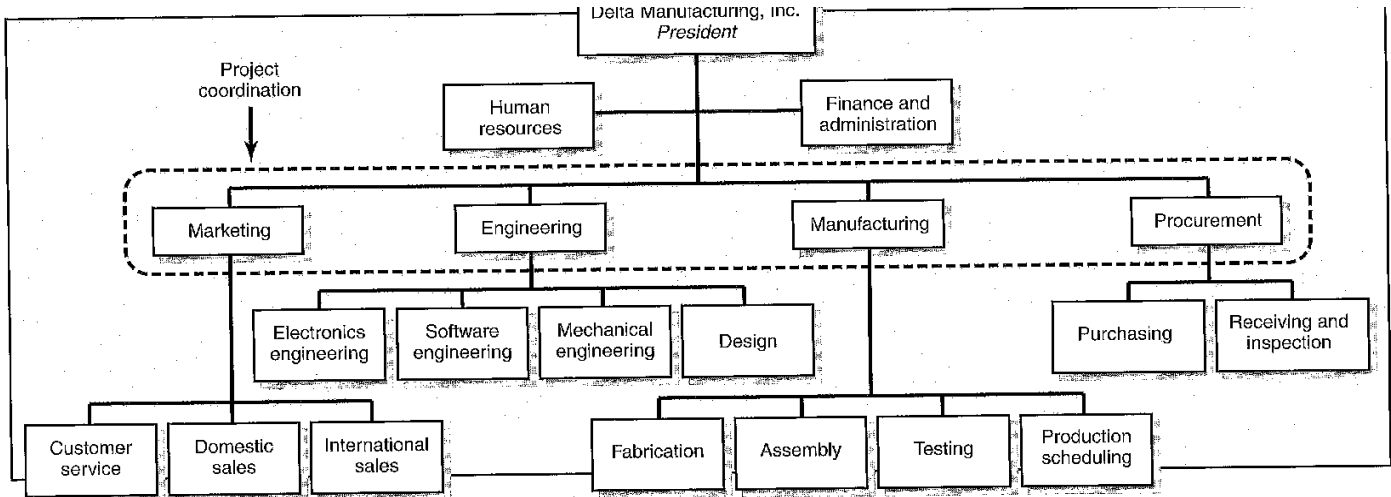 Delta Manufacturing, Inc.
President
Project
coordination
Human
resources
Finance and
administration
Marketing
Engineering
Manufacturing
Procurement
Electronics
engineering
Software
engineering
Mechanical
engineering
Design
Purchasing
Receiving and
inspection
Customer
service
Domestic
sales
International
sales
Fabrication
Assembly
Testing
Production
scheduling